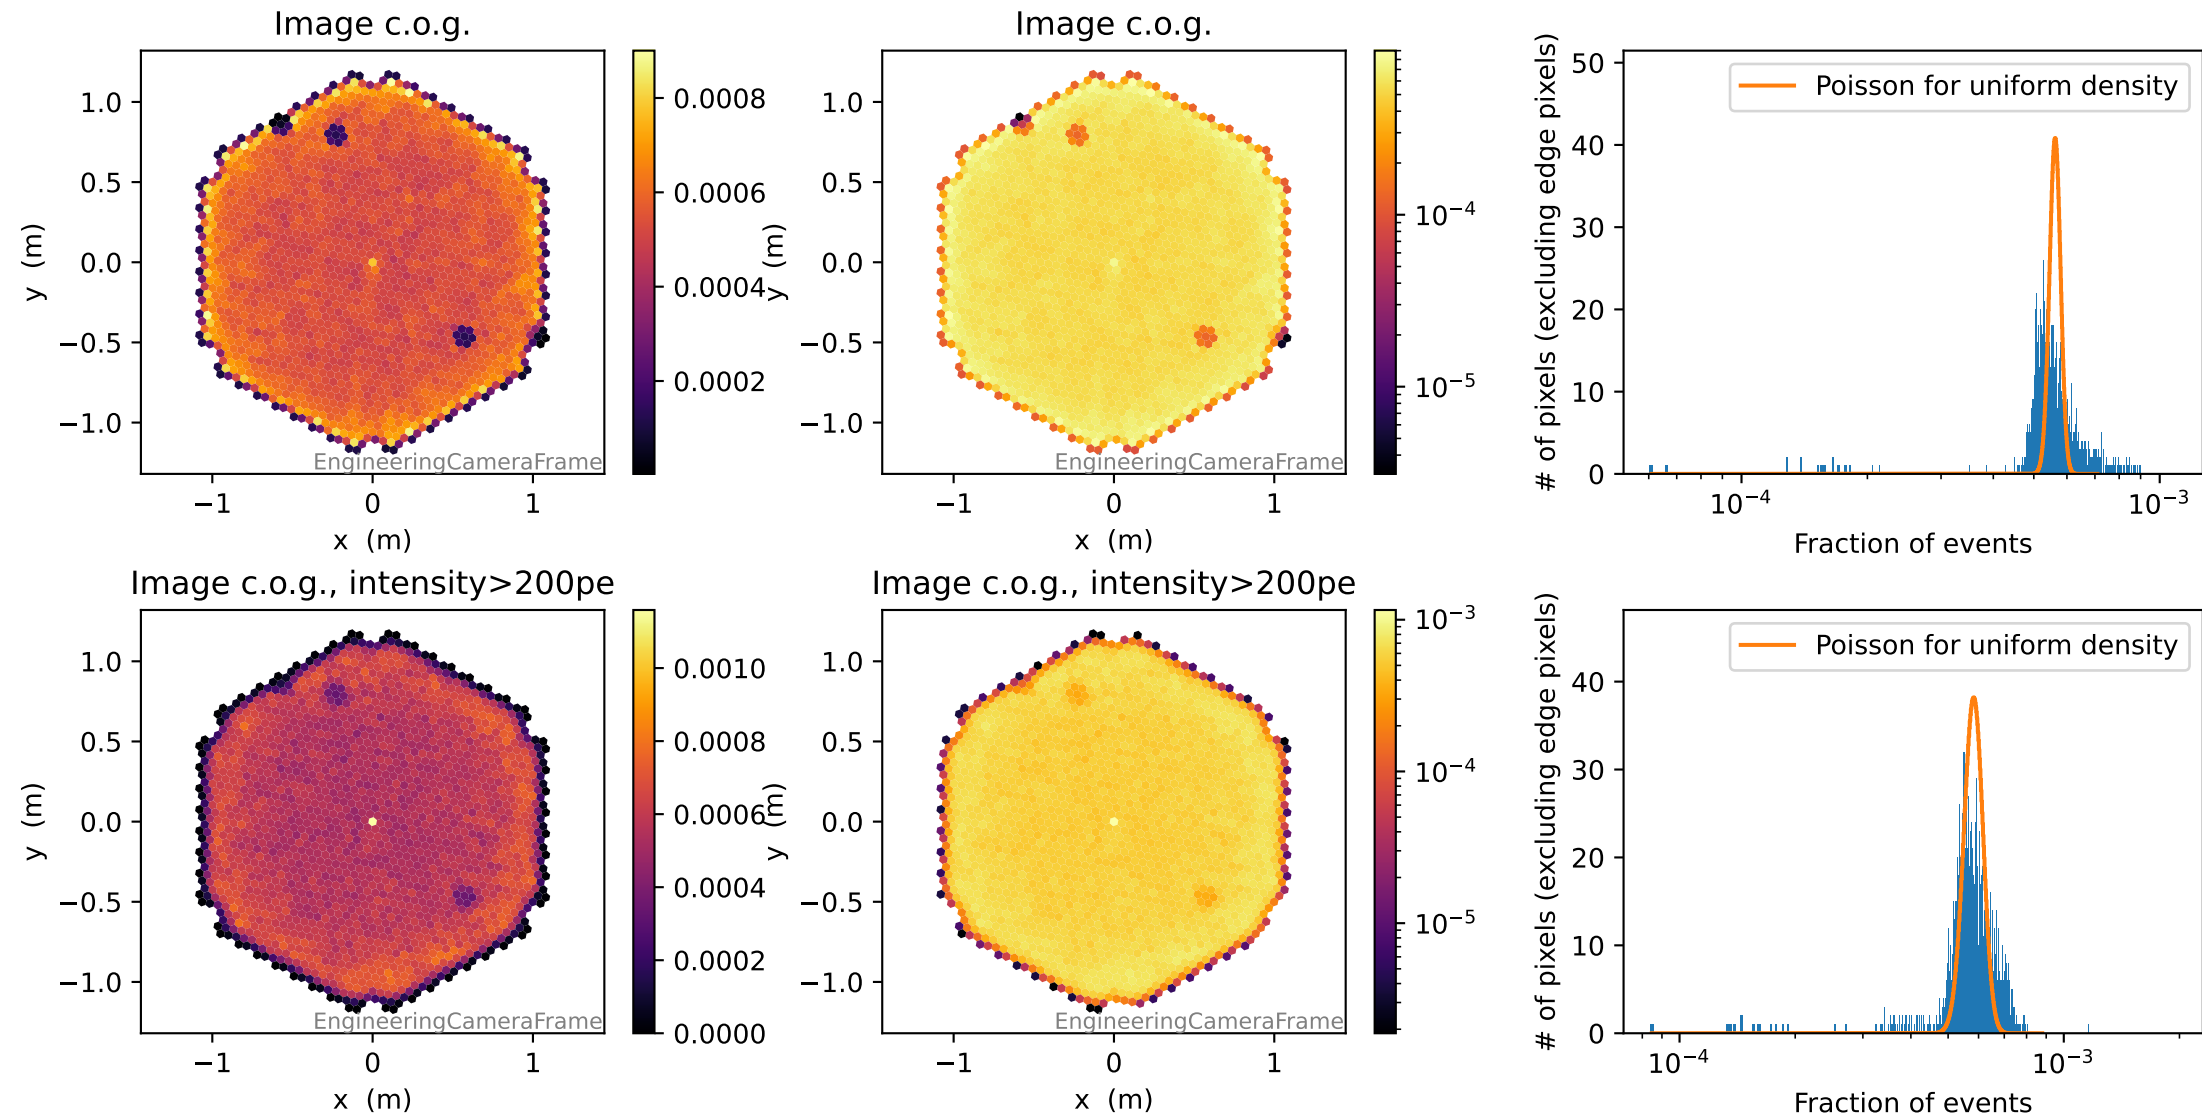 Image c.o.g.
1.0
0.5
0.0
−0.5
−1.0
y (m)
−1
0
1
x (m)
EngineeringCameraFrame
0.0008
0.0006
0.0004
0.0002
Image c.o.g.
1.0
0.5
0.0
−0.5
−1.0
y (m)
−1
0
1
x (m)
EngineeringCameraFrame
10⁻⁴
10⁻⁵
# of pixels (excluding edge pixels)
50
40
30
20
10
0
Poisson for uniform density
10⁻⁴
10⁻³
Fraction of events
Image c.o.g., intensity>200pe
1.0
0.5
0.0
−0.5
−1.0
y (m)
−1
0
1
x (m)
EngineeringCameraFrame
0.0010
0.0008
0.0006
0.0004
0.0002
0.0000
Image c.o.g., intensity>200pe
1.0
0.5
0.0
−0.5
−1.0
y (m)
−1
0
1
x (m)
EngineeringCameraFrame
10⁻³
10⁻⁴
10⁻⁵
# of pixels (excluding edge pixels)
40
30
20
10
0
Poisson for uniform density
10⁻⁴
10⁻³
Fraction of events